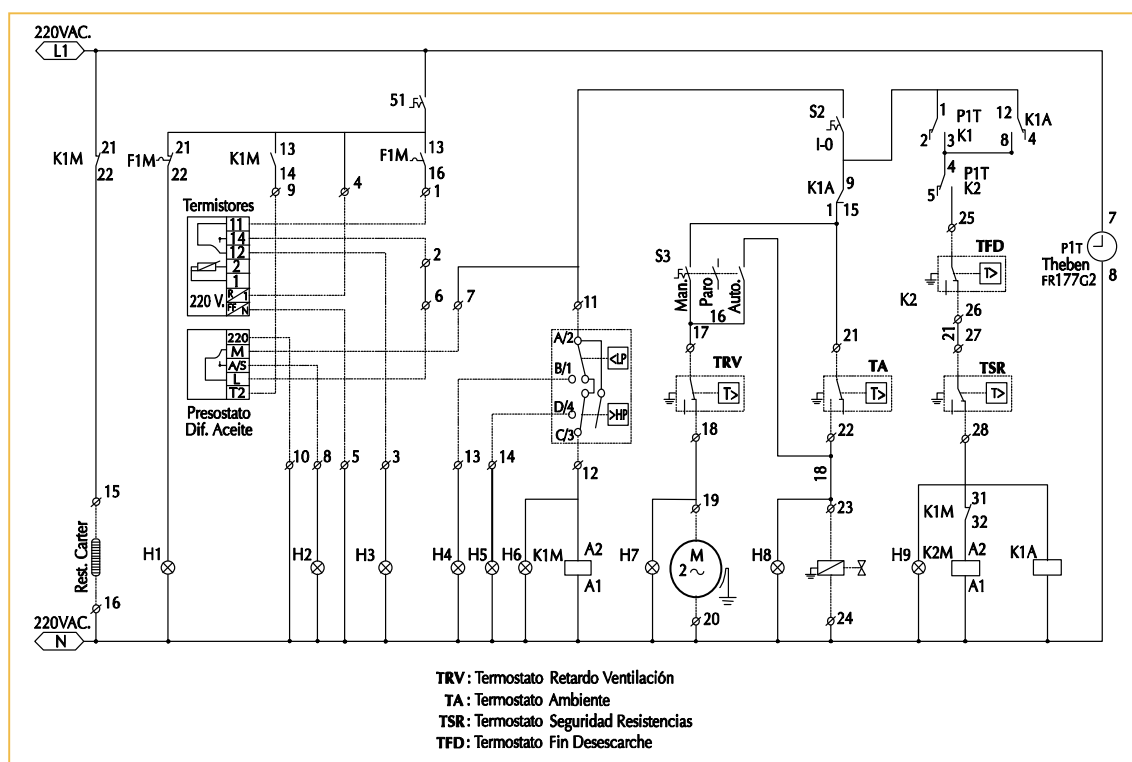 220VAC.
L1
51
S2
I-0
1
P1T
K1
2
3
12
K1A
4
8
K1M
21
22
F1M
21
22
K1M
13
14
9
4
F1M
13
16
1
K1A
9
1
15
4
P1T
K2
5
25
7
P1T
Theben
FR177G2
8
Termistores
11
14
12
2
1
220 V.
R
1
N
2
6
7
11
S3
Man.
Paro
Auto.
16
17
TFD
T>
K2
26
21
27
220
M
A/S
L
T2
Presostato
Dif. Aceite
A/2
<LP
B/1
D/4
>HP
C/3
21
TRV
T>
TA
T>
TSR
T>
18
22
28
10
8
5
3
13
14
12
18
15
Rest. Carter
16
19
23
31
K1M
32
H1
H2
H3
H4
H5
H6
K1M
A2
A1
H7
M
2~
H8
H9
K2M
A2
A1
K1A
20
24
220VAC.
N
TRV: Termostato Retardo Ventilación
TA: Termostato Ambiente
TSR: Termostato Seguridad Resistencias
TFD: Termostato Fin Desescarche